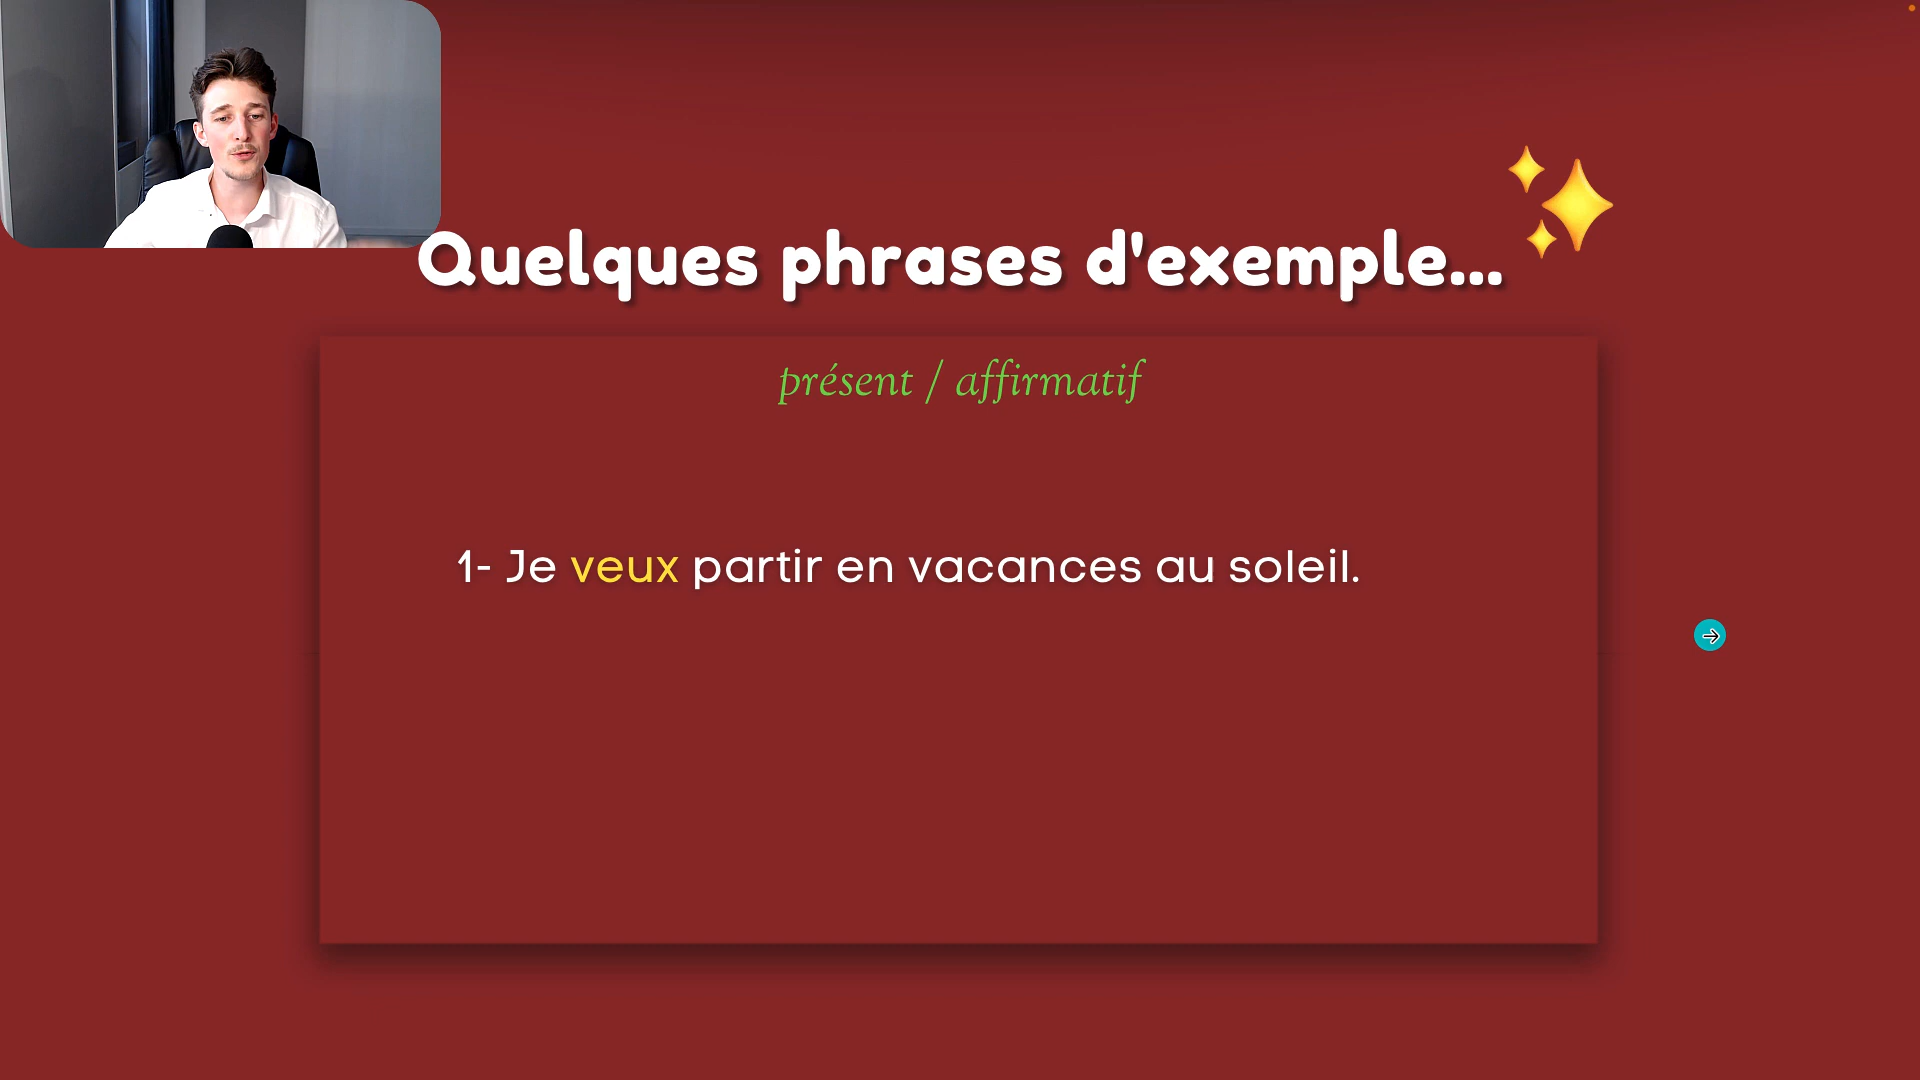 Quelques phrases d'exemple...
présent / affirmatif
1- Je veux partir en vacances au soleil.